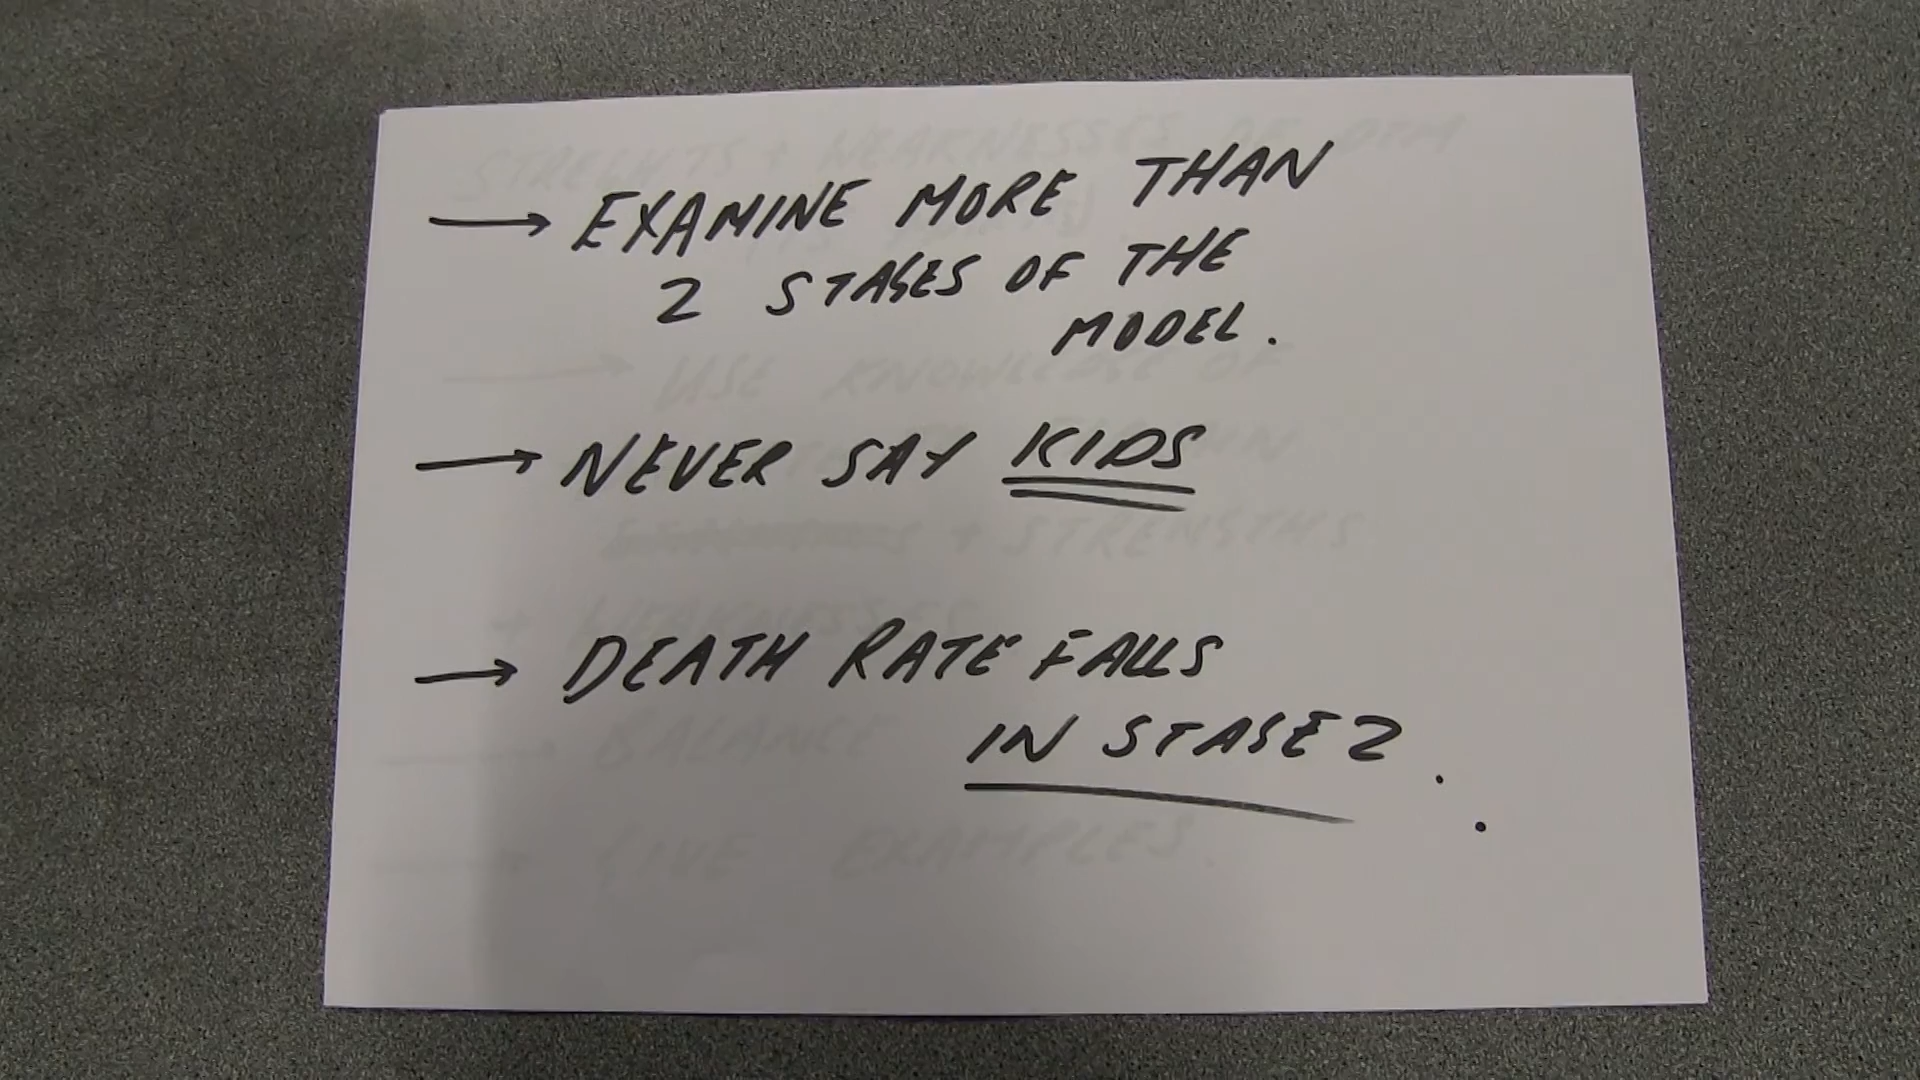 → EXAMINE MORE THAN
2 STAGES OF THE
MODEL.
→ NEVER SAY KIDS
→ DEATH RATE FALLS
IN STAGE 2.